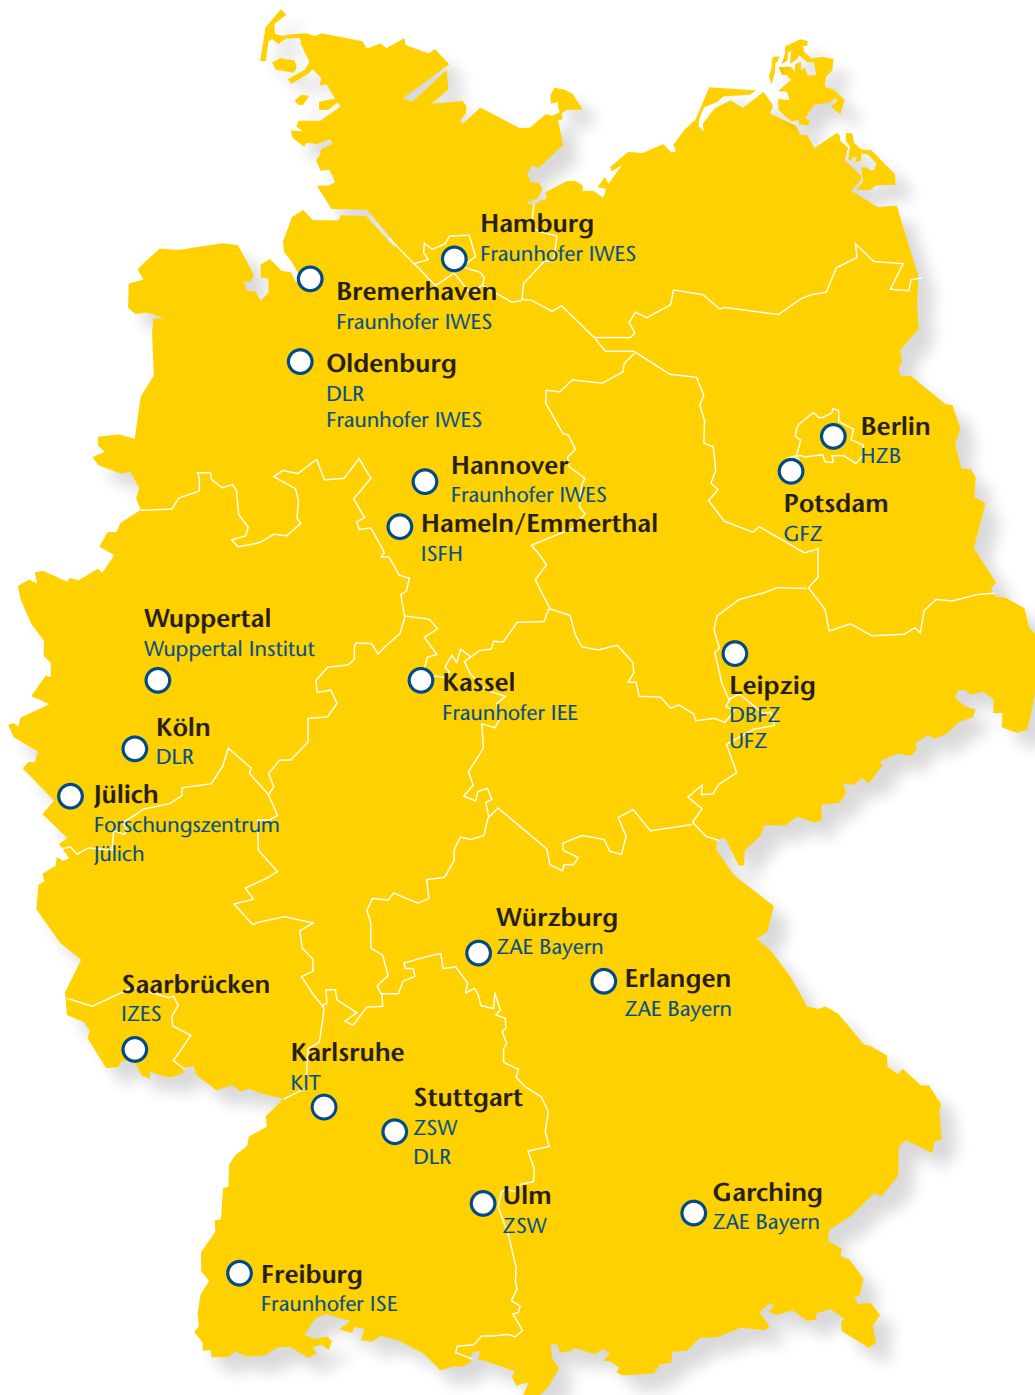 Hamburg
Fraunhofer IWES
Bremerhaven
Fraunhofer IWES
Oldenburg
DLR
Fraunhofer IWES
Berlin
HZB
Hannover
Fraunhofer IWES
Potsdam
GFZ
Hameln/Emmerthal
ISFH
Wuppertal
Wuppertal Institut
Kassel
Fraunhofer IEE
Leipzig
DBFZ
UFZ
Köln
DLR
Jülich
Forschungszentrum
Jülich
Würzburg
ZAE Bayern
Erlangen
ZAE Bayern
Saarbrücken
IZES
Karlsruhe
KIT
Stuttgart
ZSW
DLR
Ulm
ZSW
Garching
ZAE Bayern
Freiburg
Fraunhofer ISE